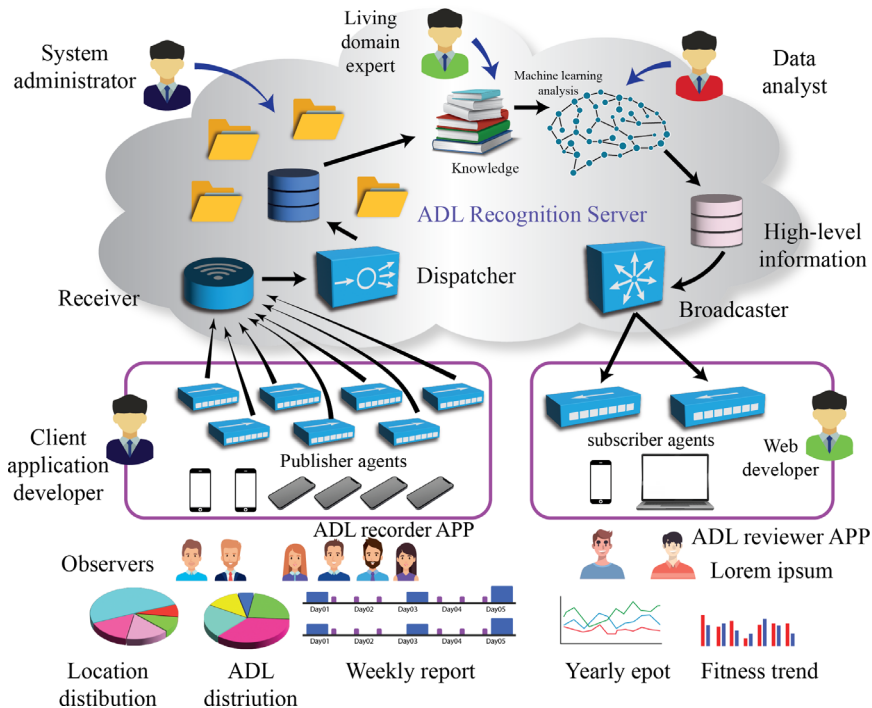 System
administrator
Living
domain
expert
Machine learning
analysis
Data
analyst
Knowledge
ADL Recognition Server
High-level
information
Receiver
Dispatcher
Broadcaster
Client
application
developer
Publisher agents
subscriber agents
Web
developer
ADL recorder APP
ADL reviewer APP
Observers
Lorem ipsum
Day01 Day02 Day03 Day04 Day05
Day01 Day02 Day03 Day04 Day05
Location
distibution
ADL
distriution
Weekly report
Yearly epot
Fitness trend